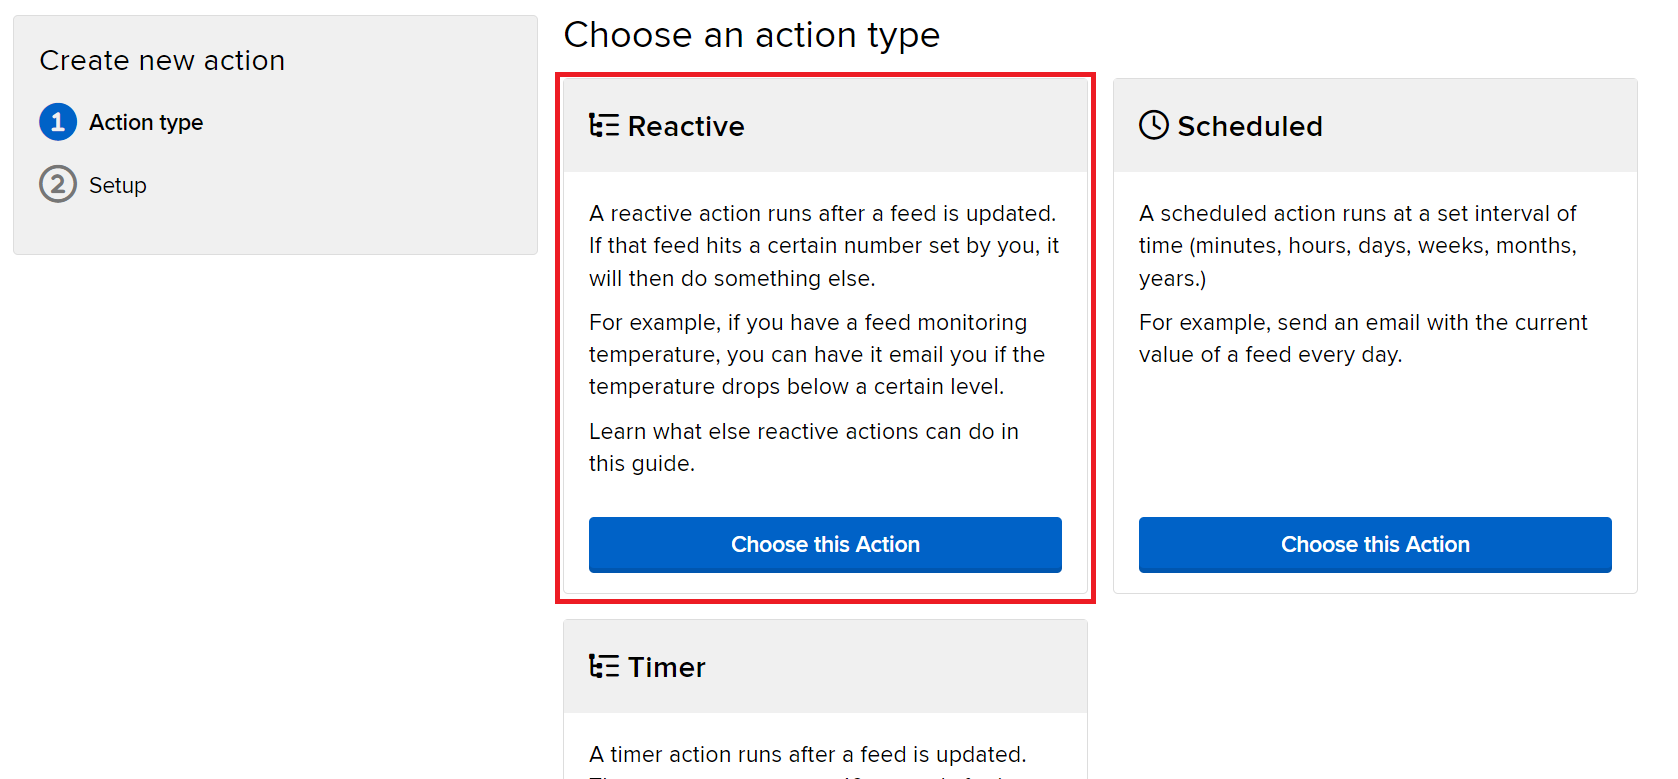 Create new action
1 Action type
2 Setup
Choose an action type
Reactive
A reactive action runs after a feed is updated.
If that feed hits a certain number set by you, it
will then do something else.
For example, if you have a feed monitoring
temperature, you can have it email you if the
temperature drops below a certain level.
Learn what else reactive actions can do in
this guide.
Choose this Action
Scheduled
A scheduled action runs at a set interval of
time (minutes, hours, days, weeks, months,
years.)
For example, send an email with the current
value of a feed every day.
Choose this Action
Timer
A timer action runs after a feed is updated.